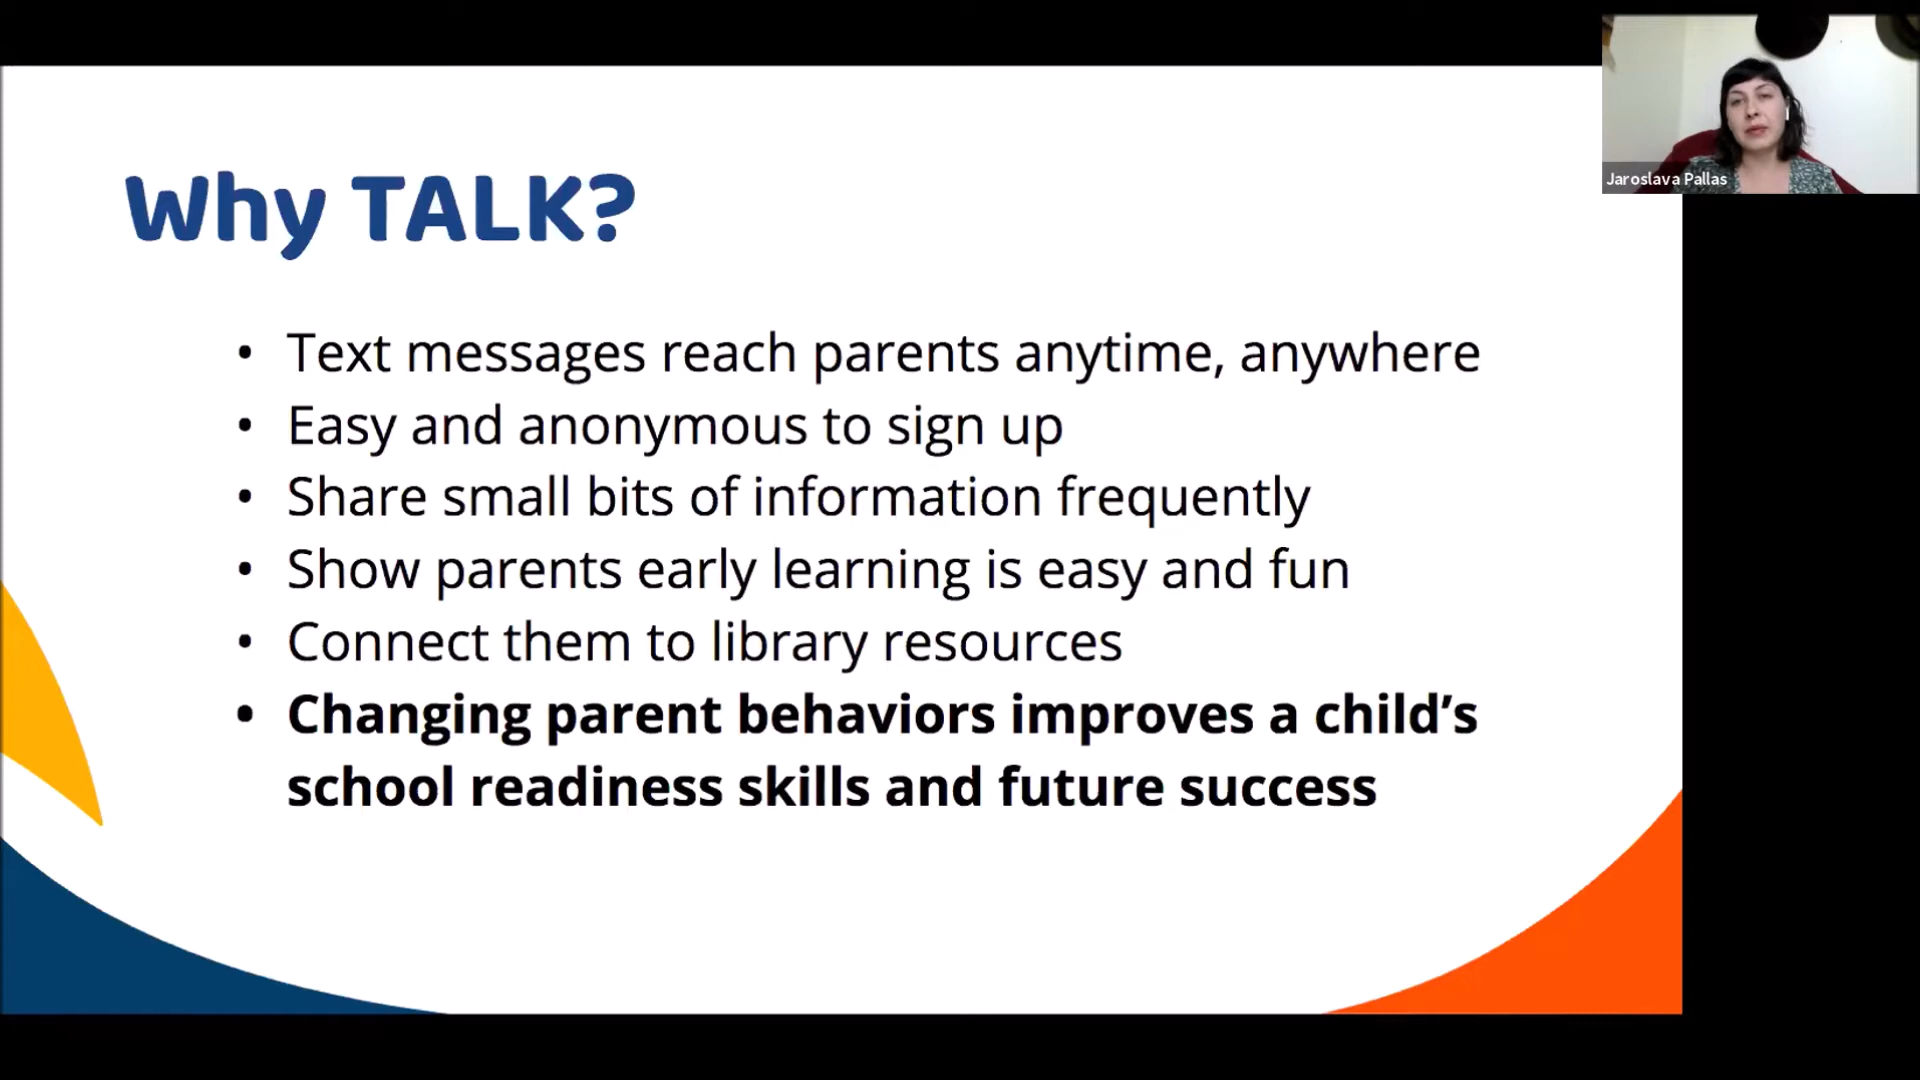 Why TALK?
• Text messages reach parents anytime, anywhere
• Easy and anonymous to sign up
• Share small bits of information frequently
• Show parents early learning is easy and fun
• Connect them to library resources
• Changing parent behaviors improves a child’s
school readiness skills and future success
Jaroslava Pallas